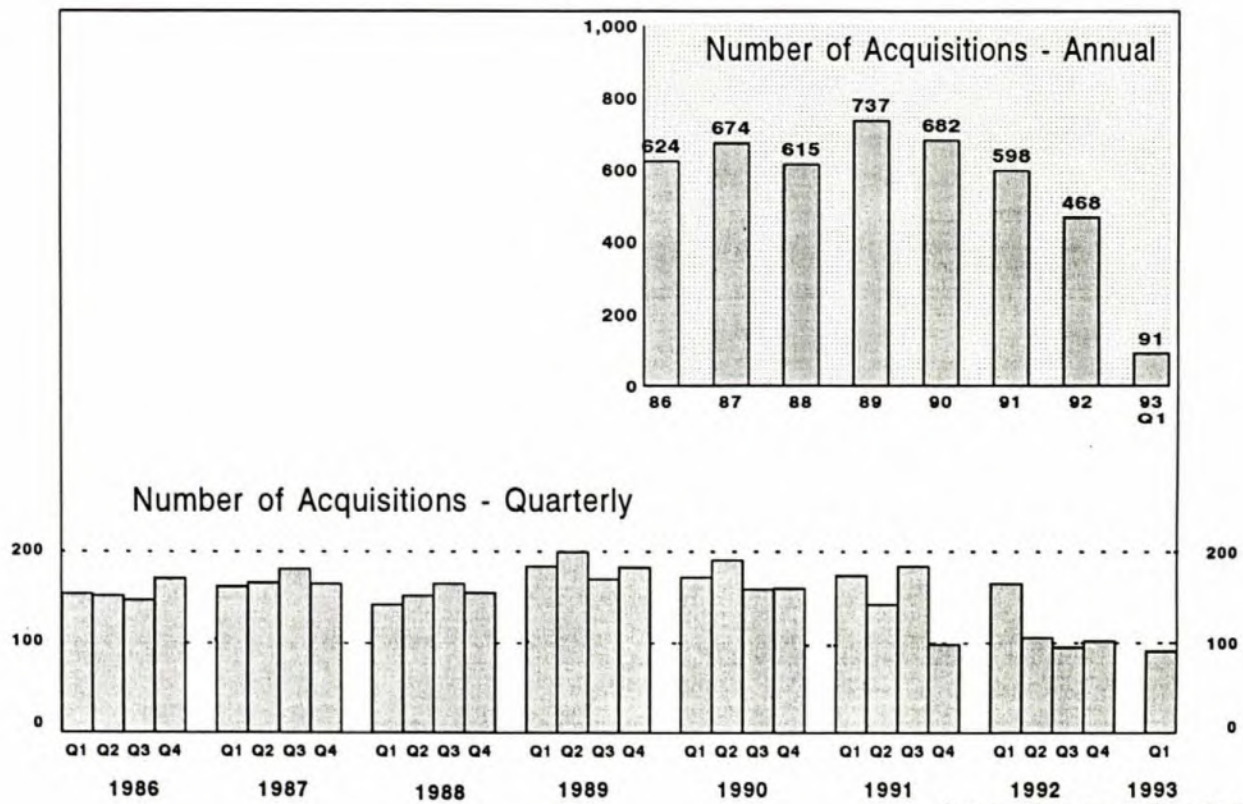 1,000
Number of Acquisitions - Annual
800
737
674
682
624
615
598
600
468
400
200
91
0
86 87 88 89 90 91 92 93
Q1
Number of Acquisitions - Quarterly
200 200
100 100
0 0
Q1 Q2 Q3 Q4 Q1 Q2 Q3 Q4 Q1 Q2 Q3 Q4 Q1 Q2 Q3 Q4 Q1 Q2 Q3 Q4 Q1 Q2 Q3 Q4 Q1 Q2 Q3 Q4 Q1
1986 1987 1988 1989 1990 1991 1992 1993